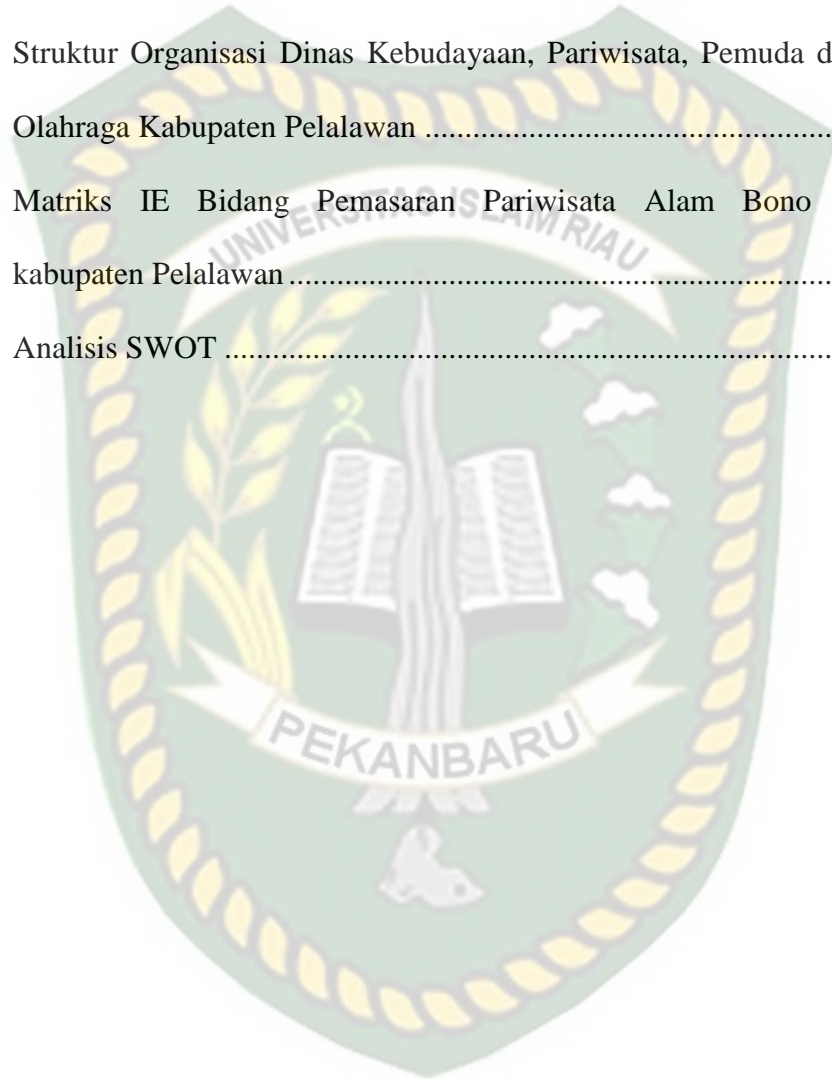 Struktur Organisasi Dinas Kebudayaan, Pariwisata, Pemuda d
Olahraga Kabupaten Pelalawan ....................................................
Matriks IE Bidang Pemasaran Pariwisata Alam Bono
kabupaten Pelalawan ......................................................................
Analisis SWOT ..............................................................................
UNIVERSITAS ISLAM RIAU
PEKANBARU